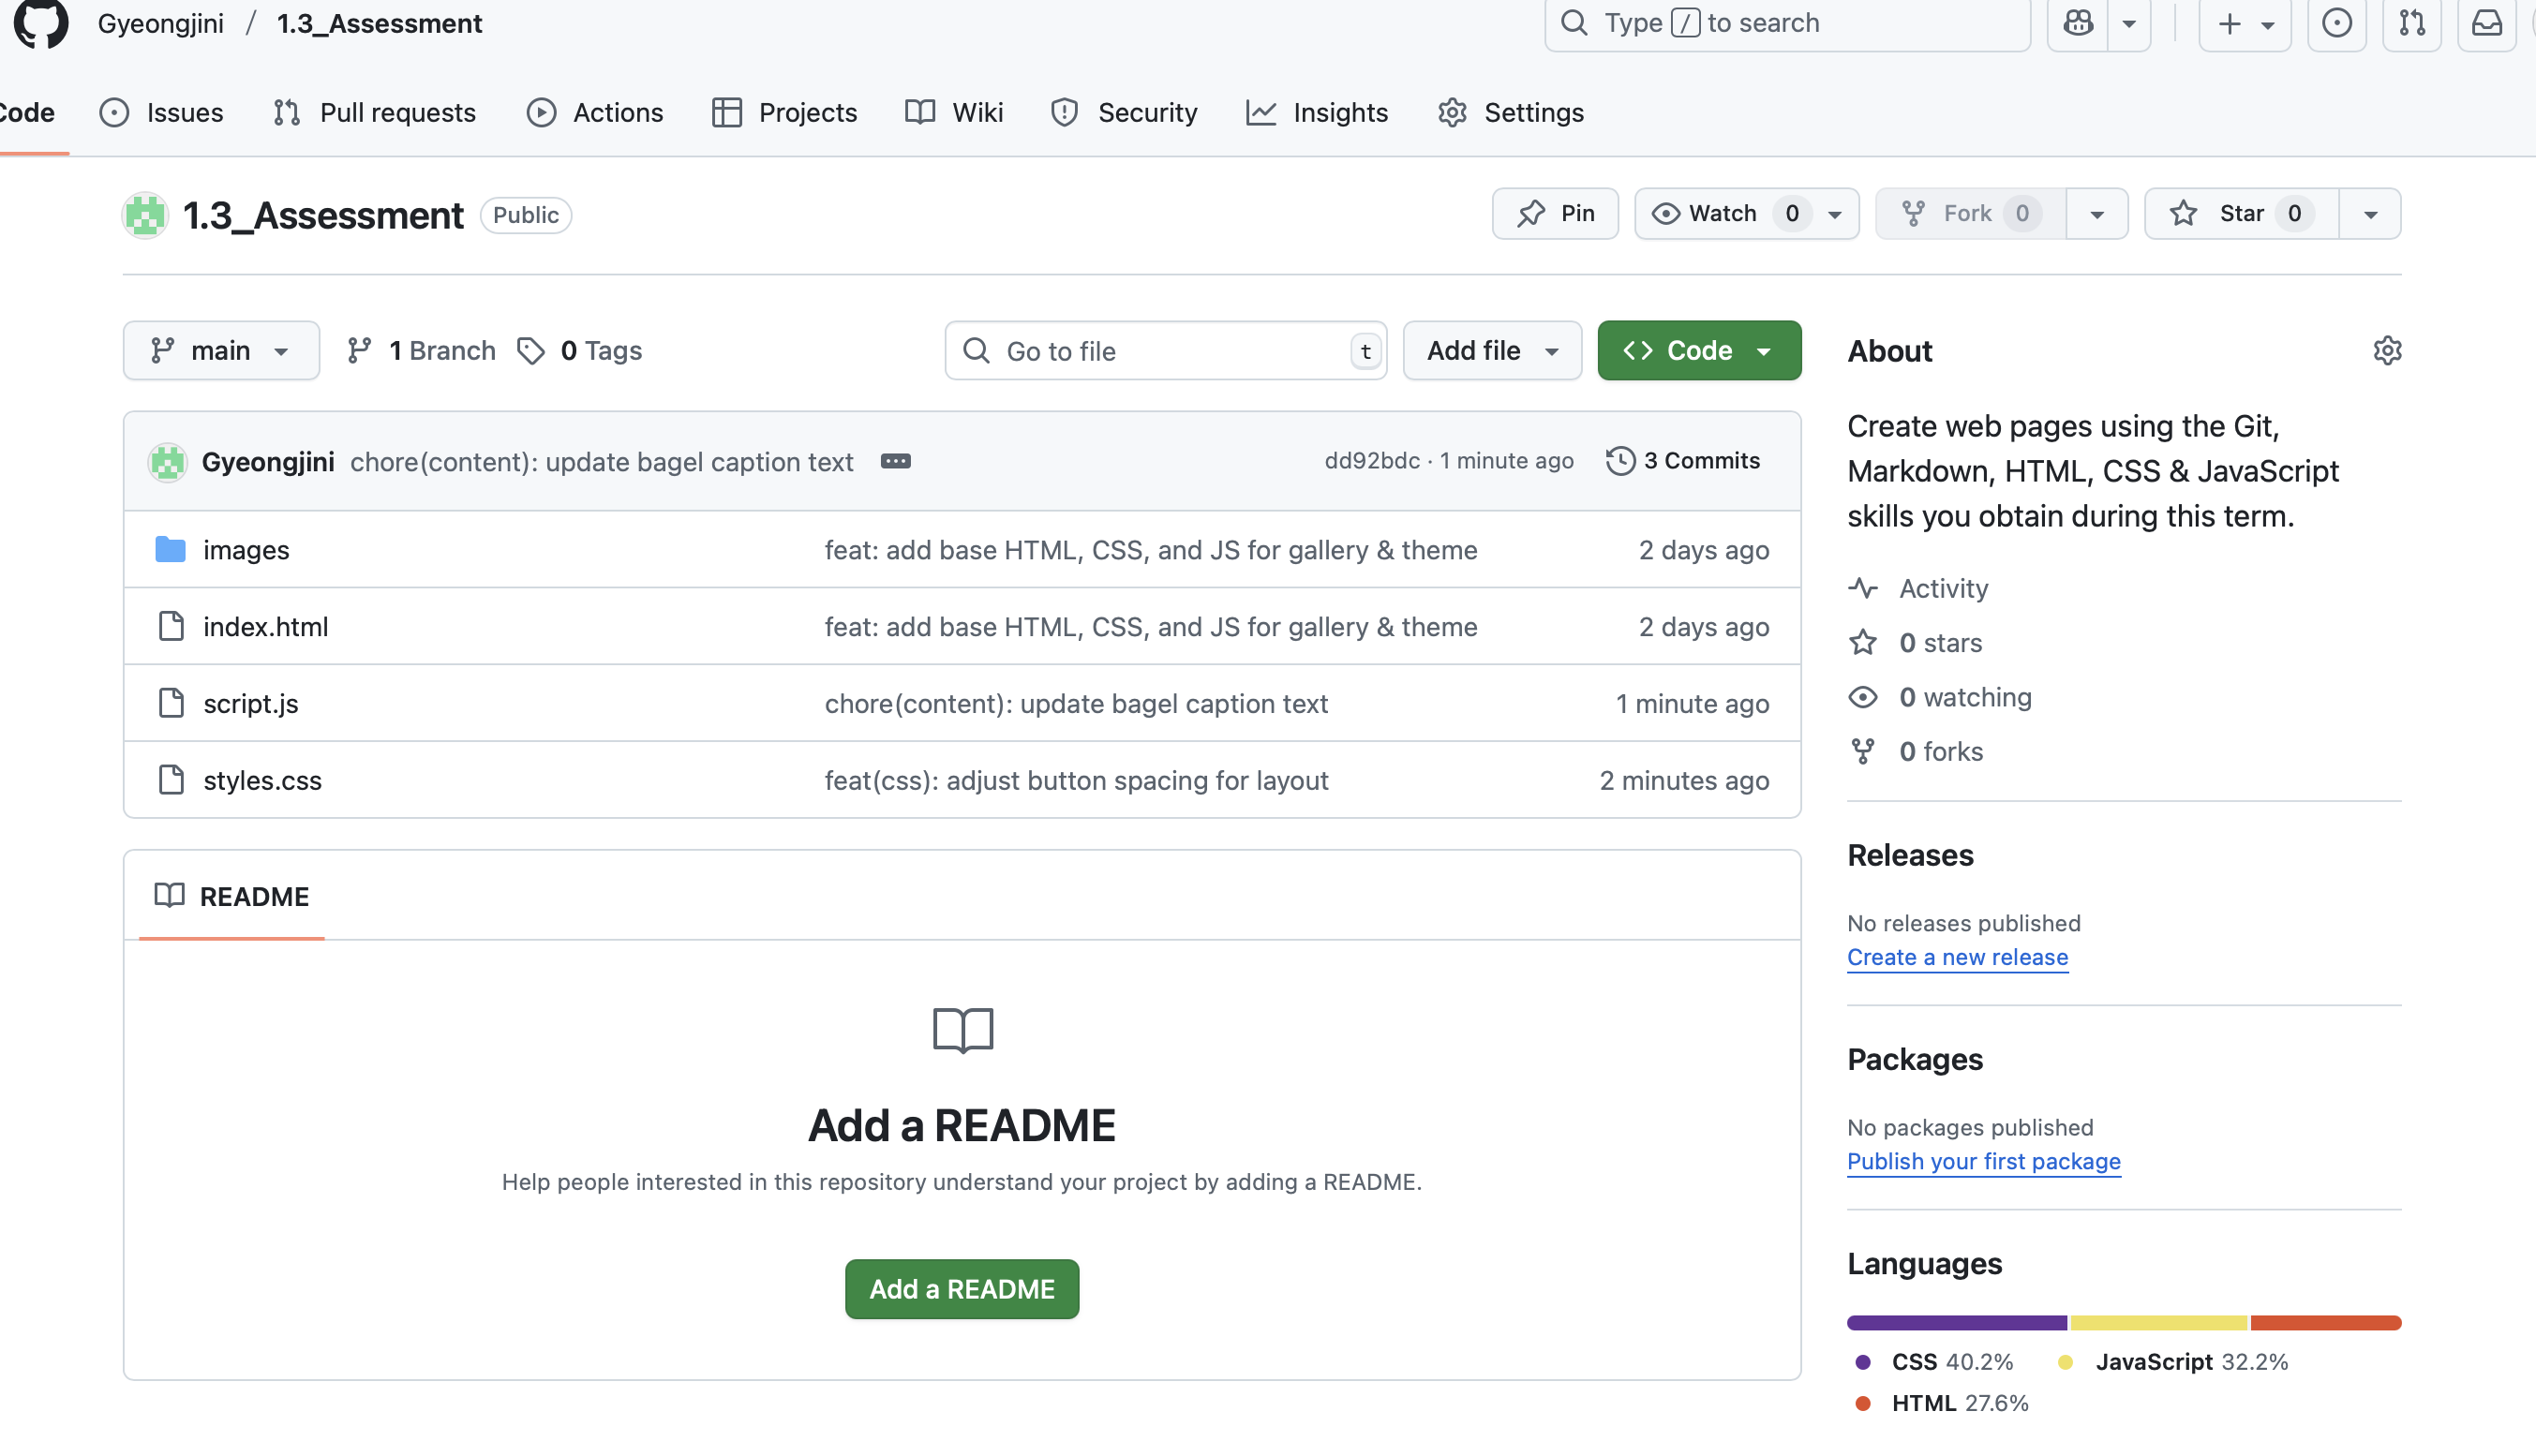 Gyeongjini / 1.3_Assessment
Type / to search
Code Issues Pull requests Actions Projects Wiki Security Insights Settings
1.3_Assessment Public
Pin Watch 0 Fork 0 Star 0
main 1 Branch 0 Tags
Go to file t Add file Code
Gyeongjini chore(content): update bagel caption text
dd92bdc · 1 minute ago 3 Commits
images feat: add base HTML, CSS, and JS for gallery & theme 2 days ago
index.html feat: add base HTML, CSS, and JS for gallery & theme 2 days ago
script.js chore(content): update bagel caption text 1 minute ago
styles.css feat(css): adjust button spacing for layout 2 minutes ago
README
Add a README
Help people interested in this repository understand your project by adding a README.
Add a README
About
Create web pages using the Git,
Markdown, HTML, CSS & JavaScript
skills you obtain during this term.
Activity
0 stars
0 watching
0 forks
Releases
No releases published
Create a new release
Packages
No packages published
Publish your first package
Languages
CSS 40.2% JavaScript 32.2%
HTML 27.6%